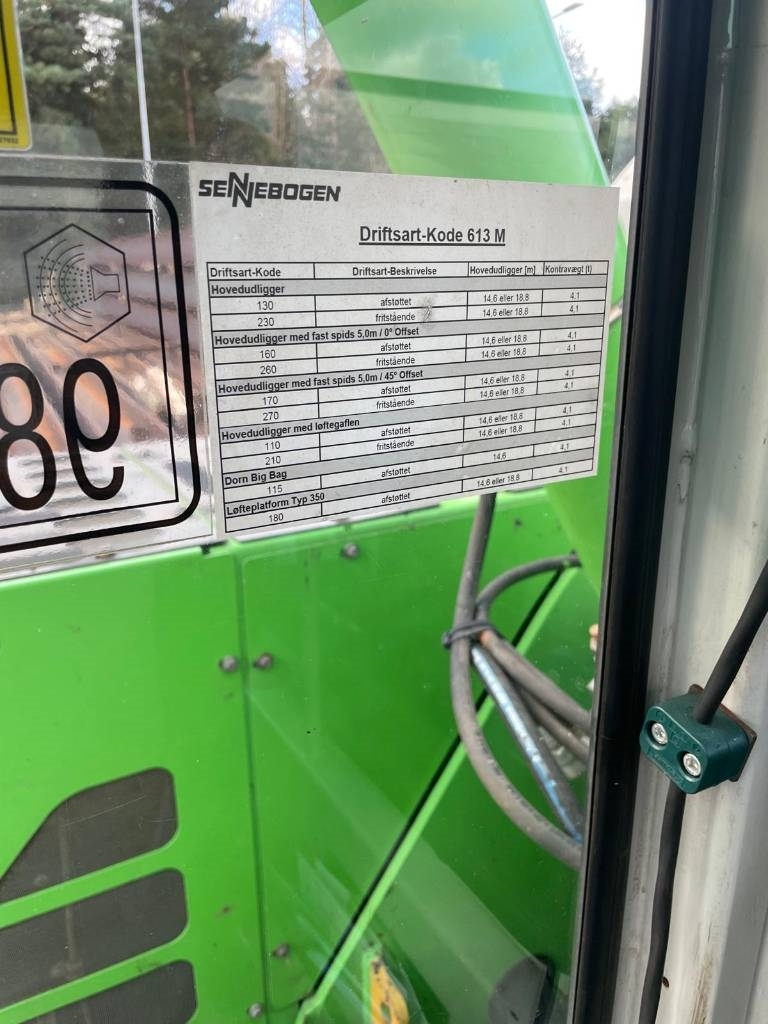 SENNEBOGEN
Driftsart-Kode 613 M
Driftsart-Kode Driftsart-Beskrivelse Hovedudligger [m] Kontravægt (t)
Hovedudligger
130 afstøttet 14,6 eller 18,8 4,1
230 fritstående 14,6 eller 18,8 4,1
Hovedudligger med fast spids 5,0m / 0° Offset
160 afstøttet 14,6 eller 18,8 4,1
260 fritstående 14,6 eller 18,8 4,1
Hovedudligger med fast spids 5,0m / 45° Offset
170 afstøttet 14,6 eller 18,8 4,1
270 fritstående 14,6 eller 18,8 4,1
Hovedudligger med løftegaflen
110 afstøttet 14,6 eller 18,8 4,1
210 fritstående 14,6 eller 18,8 4,1
Dorn Big Bag
115 afstøttet 14,6 4,1
Løfteplatform Typ 350
180 afstøttet 14,6 eller 18,8 4,1